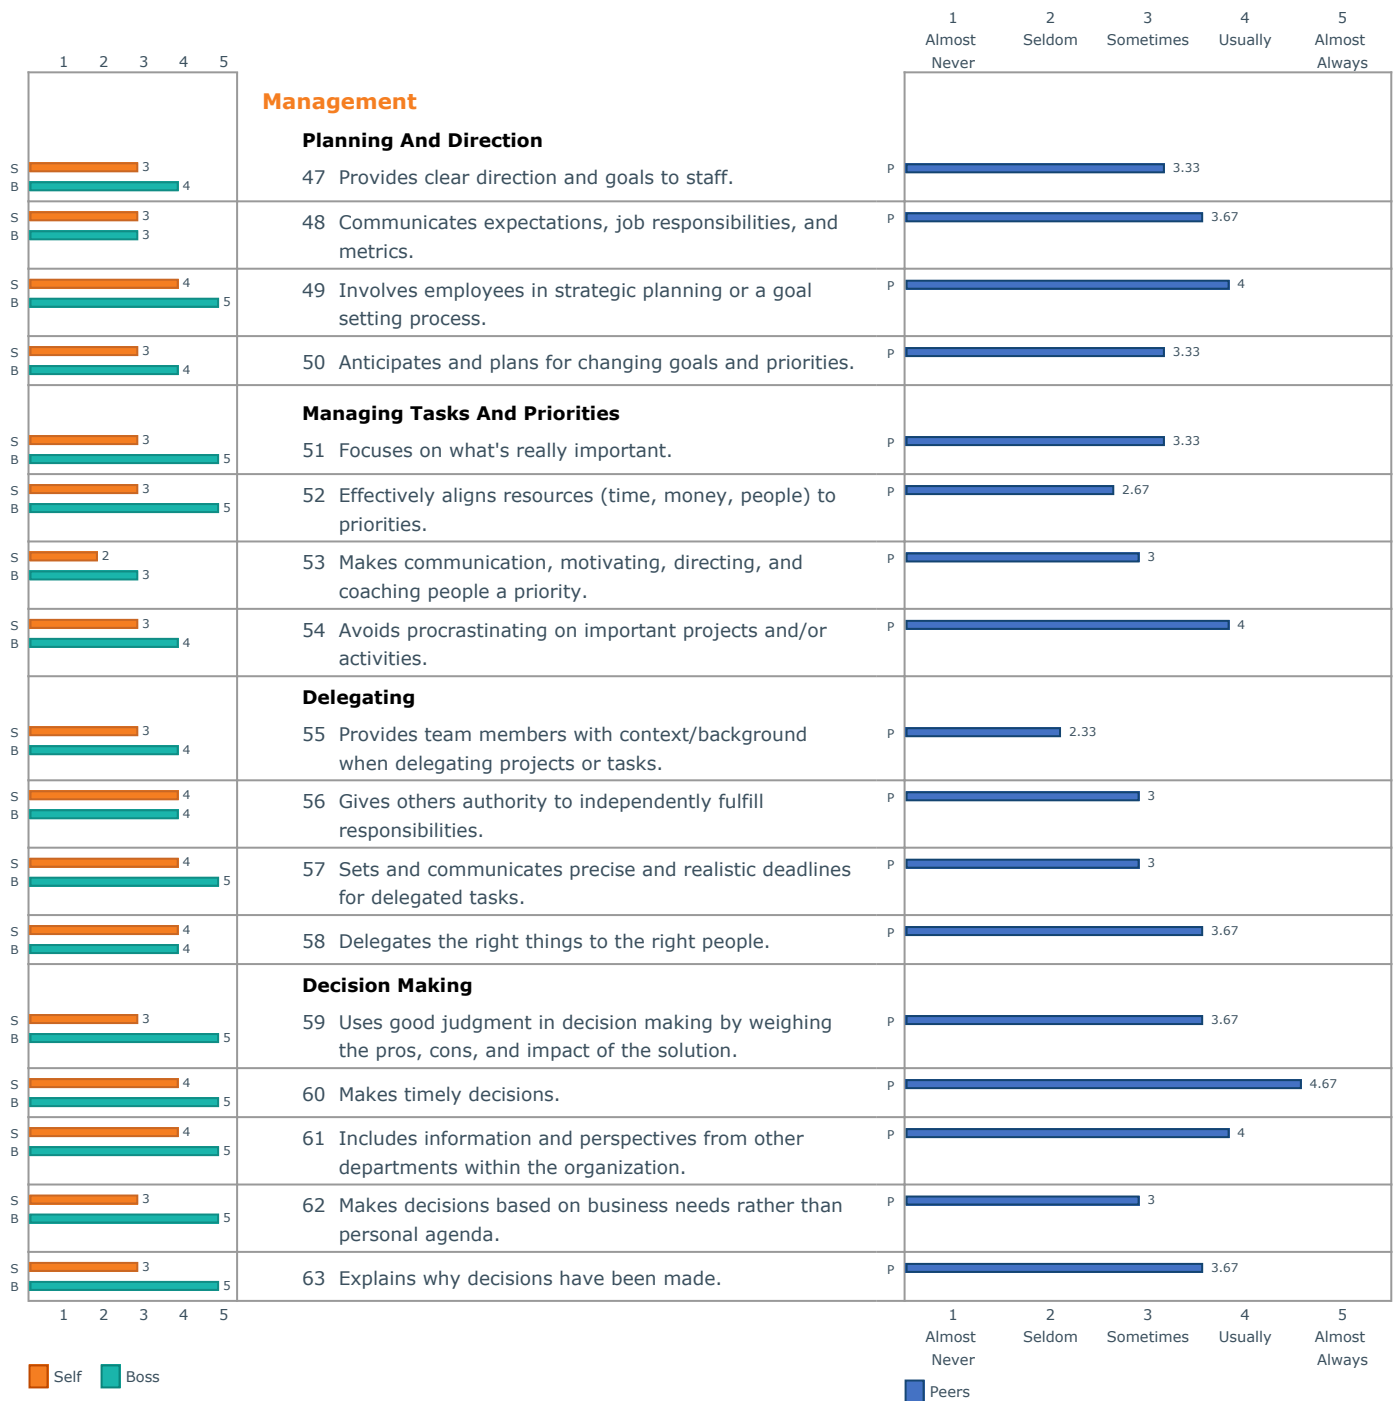 1 2 3 4 5
Almost Seldom Sometimes Usually Almost
Never Always
1 2 3 4 5
Management
Planning And Direction
S 3
B 4
47 Provides clear direction and goals to staff.
P 3.33
S 3
B 3
48 Communicates expectations, job responsibilities, and
metrics.
P 3.67
S 4
B 5
49 Involves employees in strategic planning or a goal
setting process.
P 4
S 3
B 4
50 Anticipates and plans for changing goals and priorities.
P 3.33
Managing Tasks And Priorities
S 3
B 5
51 Focuses on what's really important.
P 3.33
S 3
B 5
52 Effectively aligns resources (time, money, people) to
priorities.
P 2.67
S 2
B 3
53 Makes communication, motivating, directing, and
coaching people a priority.
P 3
S 3
B 4
54 Avoids procrastinating on important projects and/or
activities.
P 4
Delegating
S 3
B 4
55 Provides team members with context/background
when delegating projects or tasks.
P 2.33
S 4
B 4
56 Gives others authority to independently fulfill
responsibilities.
P 3
S 4
B 5
57 Sets and communicates precise and realistic deadlines
for delegated tasks.
P 3
S 4
B 4
58 Delegates the right things to the right people.
P 3.67
Decision Making
S 3
B 5
59 Uses good judgment in decision making by weighing
the pros, cons, and impact of the solution.
P 3.67
S 4
B 5
60 Makes timely decisions.
P 4.67
S 4
B 5
61 Includes information and perspectives from other
departments within the organization.
P 4
S 3
B 5
62 Makes decisions based on business needs rather than
personal agenda.
P 3
S 3
B 5
63 Explains why decisions have been made.
P 3.67
1 2 3 4 5
1 2 3 4 5
Almost Seldom Sometimes Usually Almost
Never Always
Self Boss
Peers